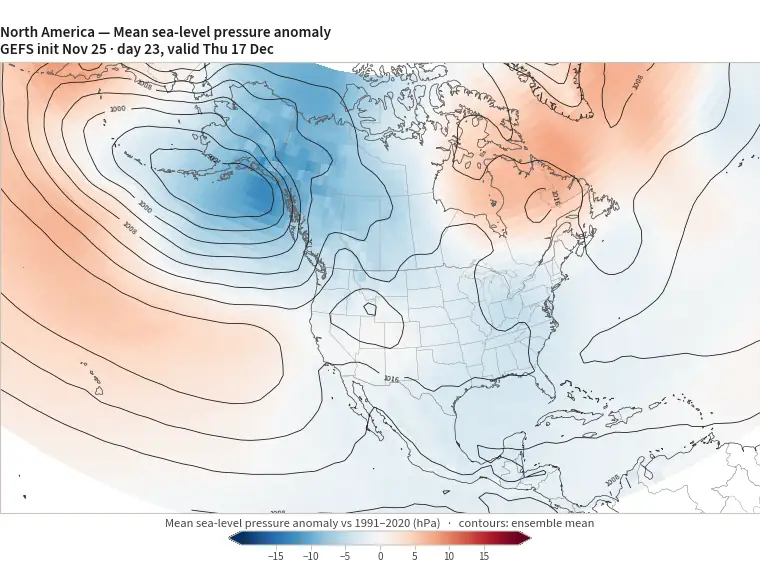 North America — Mean sea-level pressure anomaly
GEFS init Nov 25 · day 23, valid Thu 17 Dec
1008
1008
1000
1016
1000
1008
1016
1008
1008
Mean sea-level pressure anomaly vs 1991–2020 (hPa) · contours: ensemble mean
−15 −10 −5 0 5 10 15